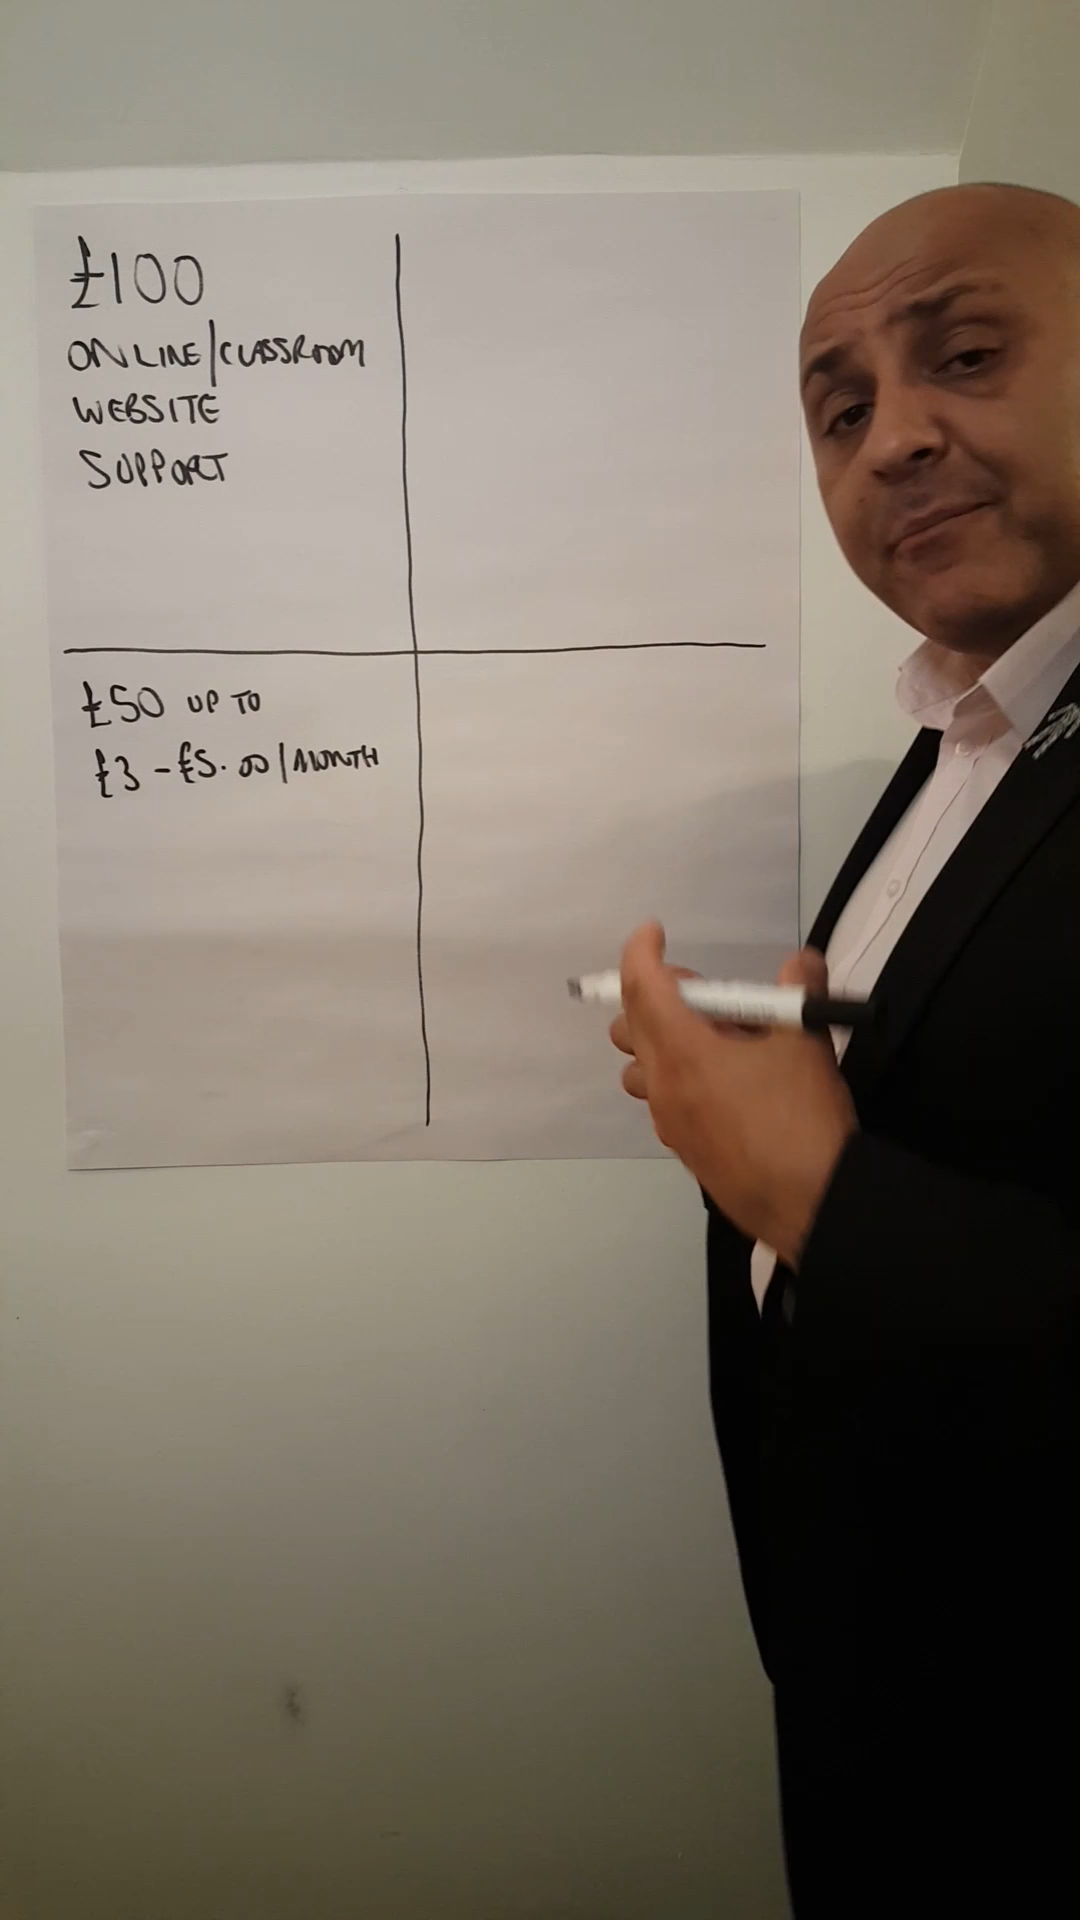 £100
ONLINE/CLASSROOM
WEBSITE
SUPPORT
£50 UP TO
£3 - £5.00/MONTH